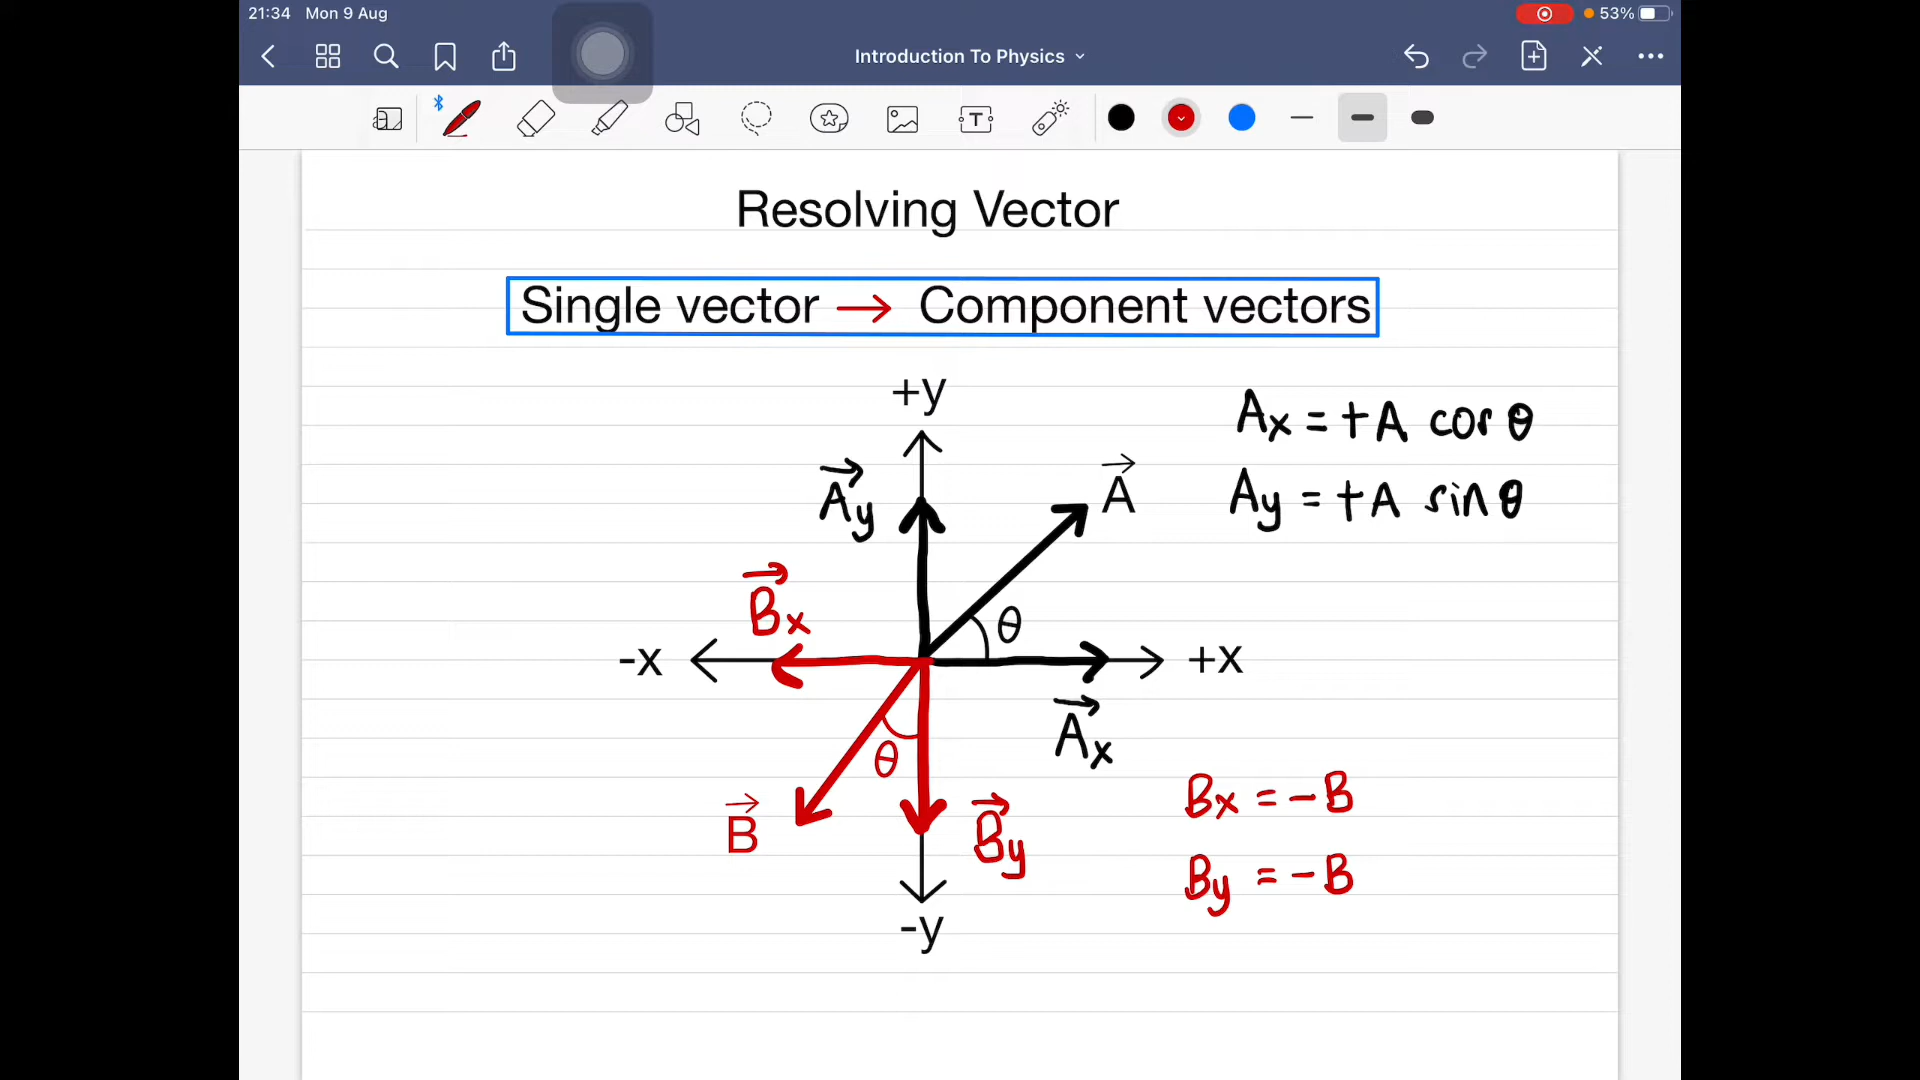 21:34 Mon 9 Aug
53%
Introduction To Physics
T
Resolving Vector
Single vector → Component vectors
+y
Ax = +A cos θ
Ay = +A sin θ
Ay
A
Bx
θ
-x
+x
Ax
θ
B
By
Bx = -B
By = -B
-y